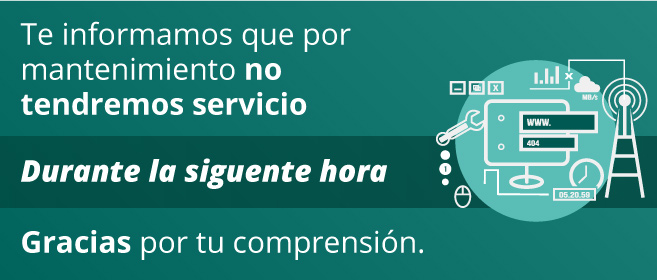 Te informamos que por
mantenimiento no
tendremos servicio
Durante la siguente hora
Gracias por tu comprensión.
X
MB/s
WWW.
404
05.20.59